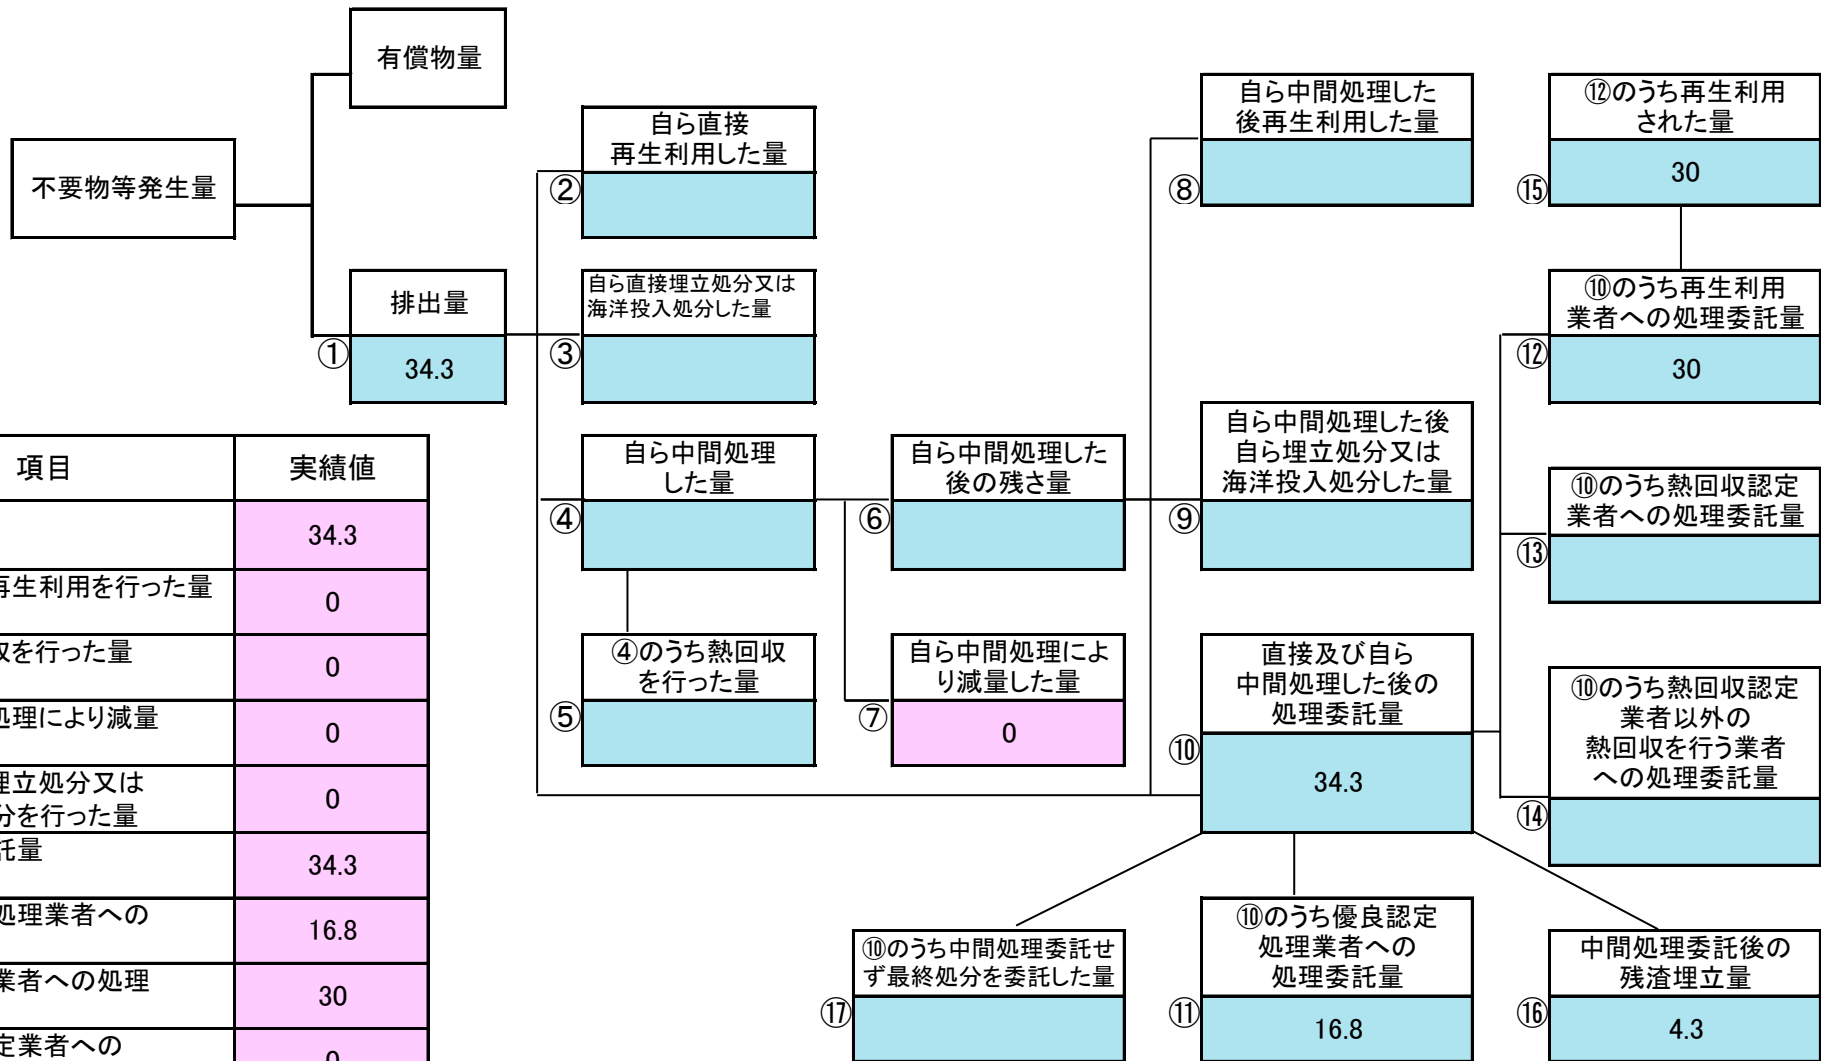 有償物量
不要物等発生量
排出量
①
34.3
自ら直接
再生利用した量
②
自ら直接埋立処分又は
海洋投入処分した量
③
自ら中間処理
した量
④
④のうち熱回収
を行った量
⑤
自ら中間処理した
後の残さ量
⑥
自ら中間処理によ
り減量した量
⑦
0
自ら中間処理した
後再生利用した量
⑧
自ら中間処理した後
自ら埋立処分又は
海洋投入処分した量
⑨
直接及び自ら
中間処理した後の
処理委託量
⑩
34.3
⑫のうち再生利用
された量
⑮
30
⑩のうち再生利用
業者への処理委託量
⑫
30
⑩のうち熱回収認定
業者への処理委託量
⑬
⑩のうち熱回収認定
業者以外の
熱回収を行う業者
への処理委託量
⑭
⑩のうち中間処理委託せ
ず最終処分を委託した量
⑰
⑩のうち優良認定
処理業者への
処理委託量
⑪
16.8
中間処理委託後の
残渣埋立量
⑯
4.3
項目 実績値
34.3
再生利用を行った量 0
を行った量 0
処理により減量 0
埋立処分又は
を行った量 0
託量 34.3
処理業者への 16.8
業者への処理 30
定業者への 0